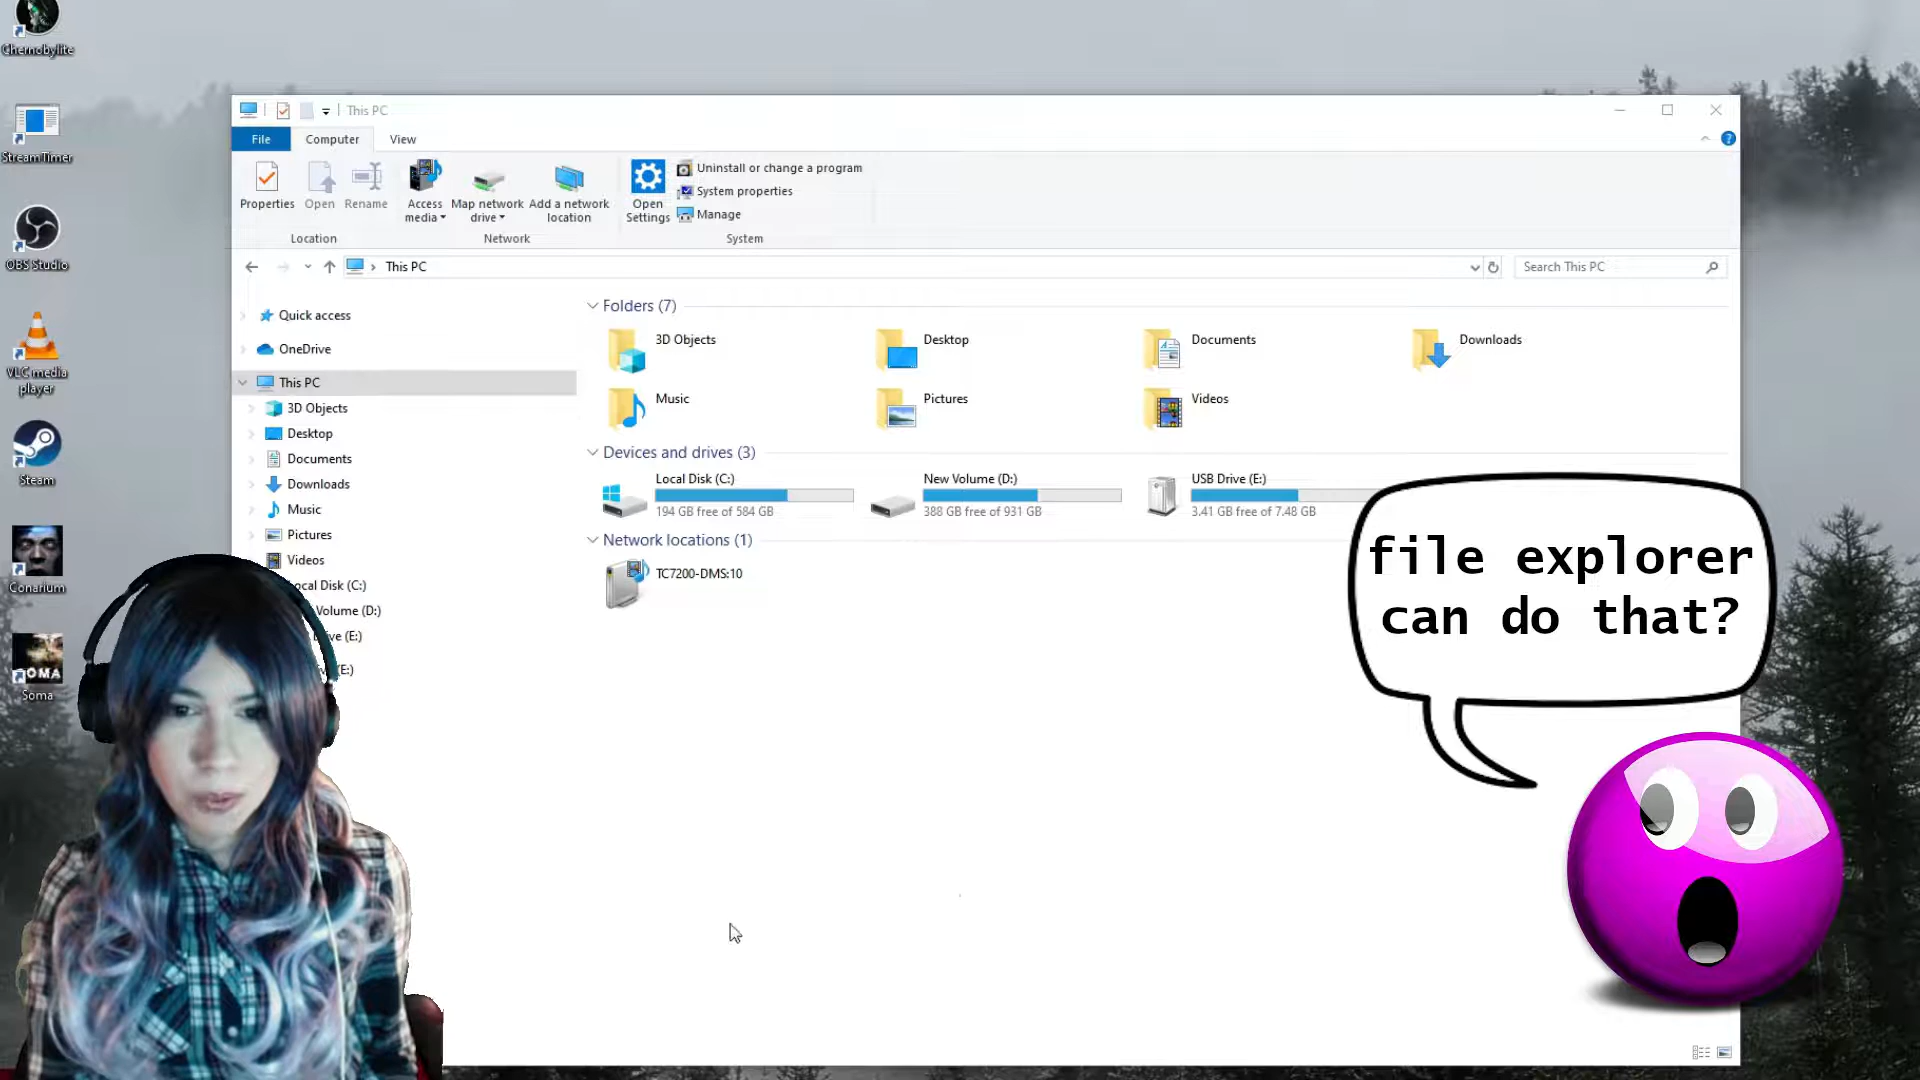 Chernobylite
StreamTimer
OBS Studio
VLC media
player
Steam
Conarium
SOMA
Soma
This PC
File
Computer
View
Properties
Open
Rename
Access
media
Map network
drive
Add a network
location
Open
Settings
Uninstall or change a program
System properties
Manage
Location
Network
System
This PC
Search This PC
Quick access
OneDrive
This PC
3D Objects
Desktop
Documents
Downloads
Music
Pictures
Videos
ocal Disk (C:)
Volume (D:)
ive (E:)
(E:)
Folders (7)
3D Objects
Desktop
Documents
Downloads
Music
Pictures
Videos
Devices and drives (3)
Local Disk (C:)
194 GB free of 584 GB
New Volume (D:)
388 GB free of 931 GB
USB Drive (E:)
3.41 GB free of 7.48 GB
Network locations (1)
TC7200-DMS:10
file explorer
can do that?